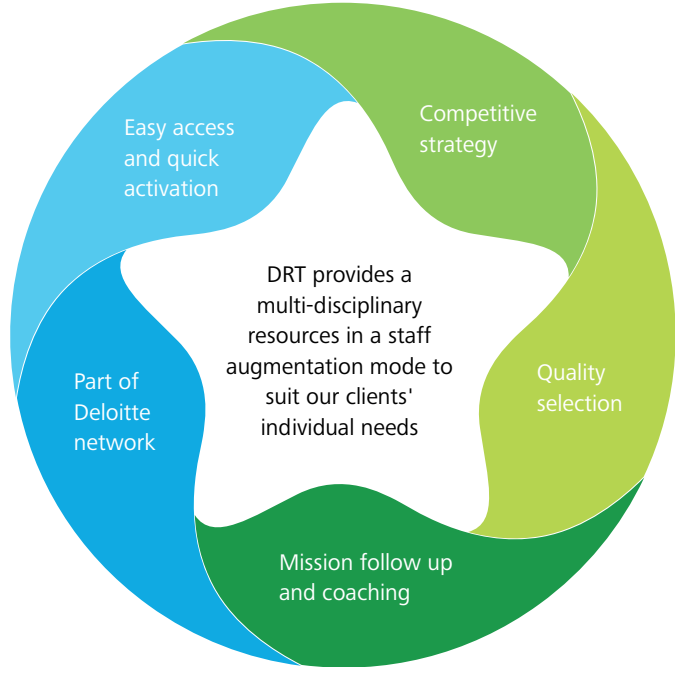 Easy access
and quick
activation
Competitive
strategy
DRT provides a
multi-disciplinary
resources in a staff
augmentation mode to
suit our clients'
individual needs
Part of
Deloitte
network
Quality
selection
Mission follow up
and coaching